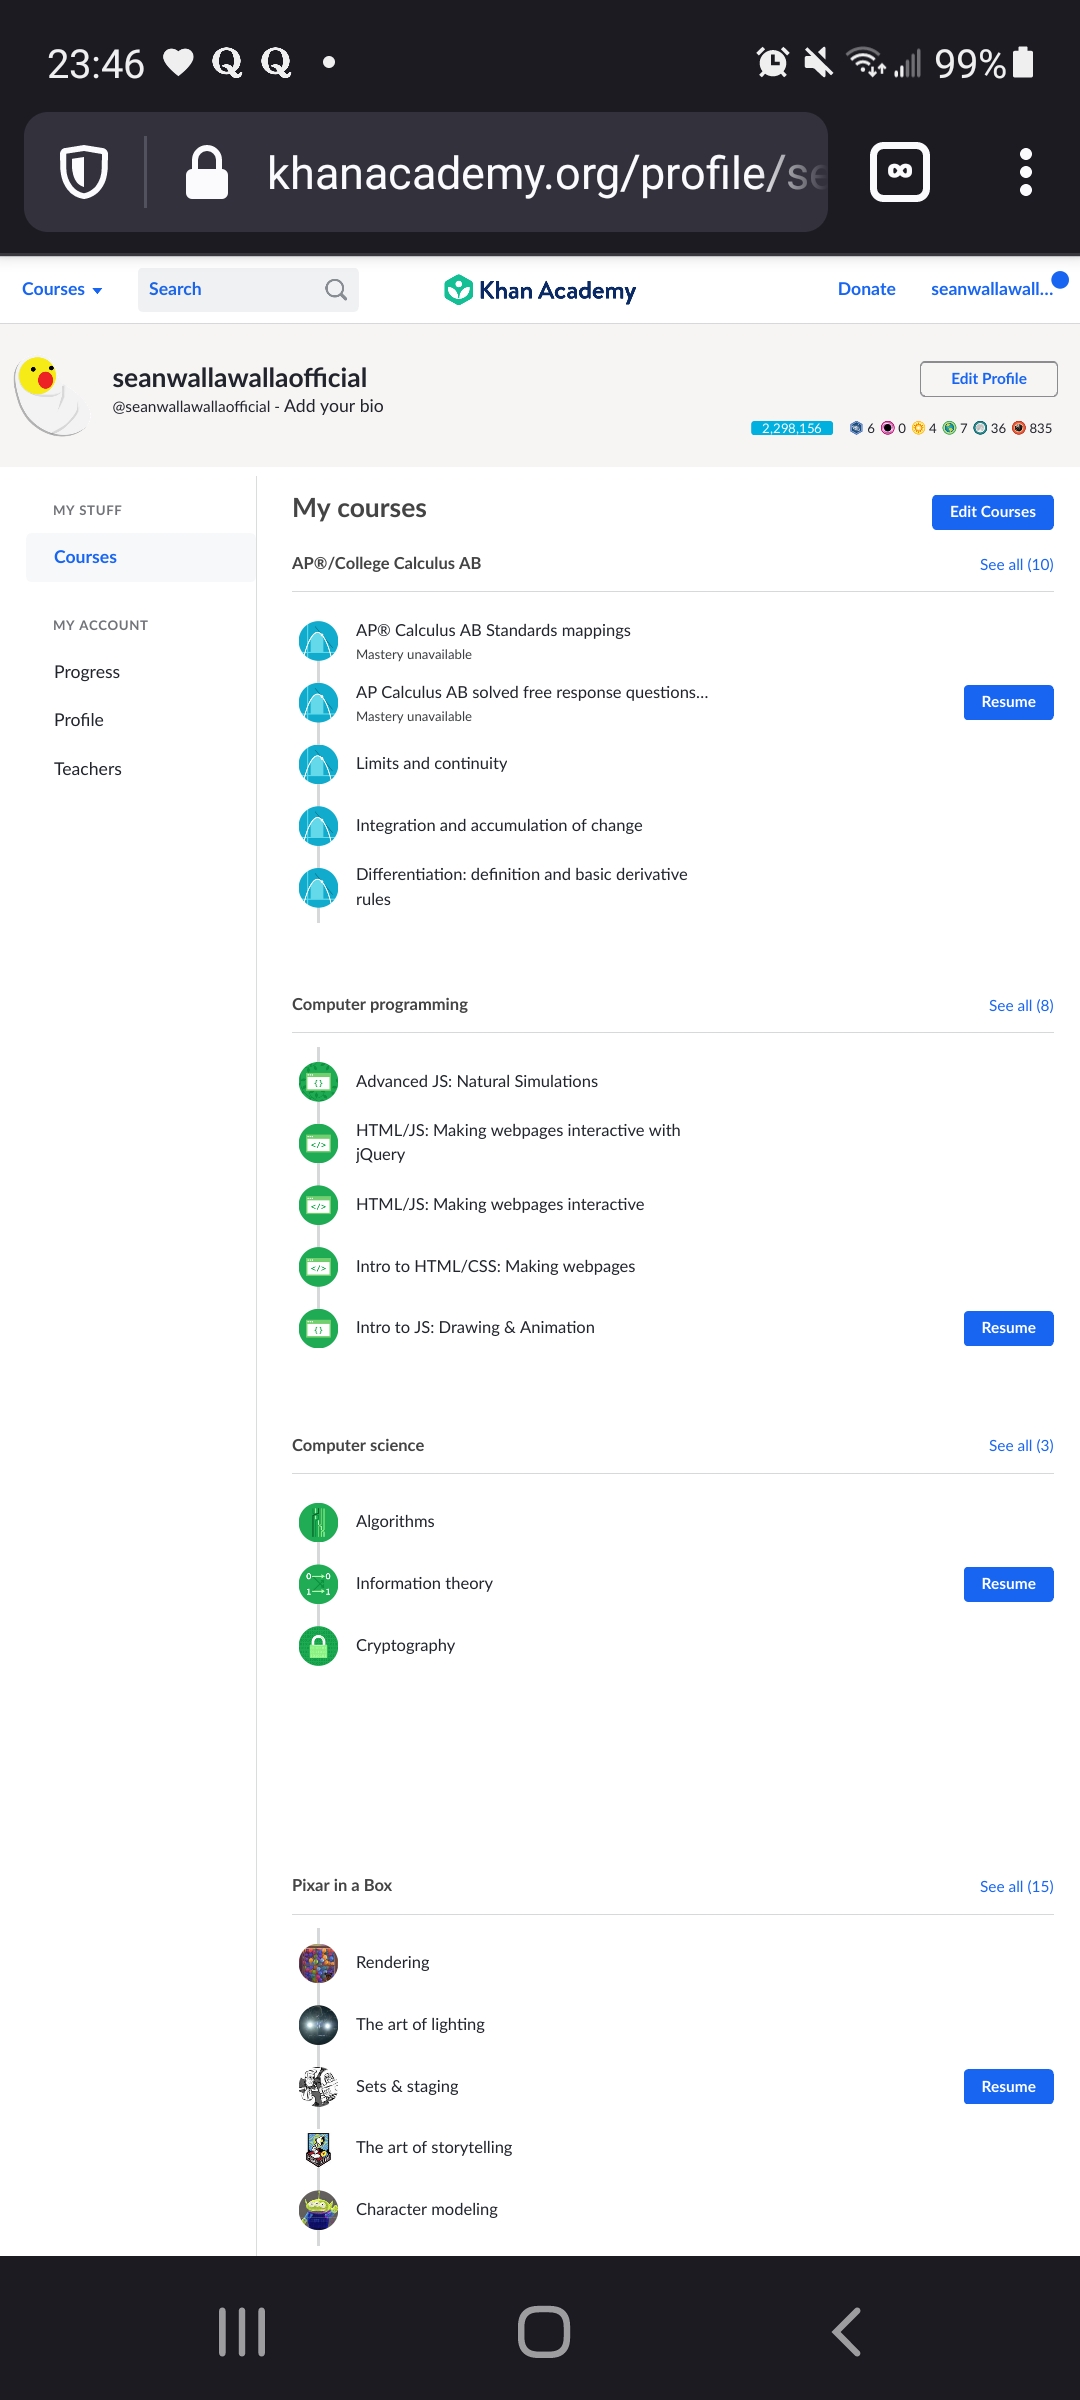 23:46
99%
khanacademy.org/profile/se
Courses
Search
Khan Academy
Donate
seanwallawall...
seanwallawallaofficial
@seanwallawallaofficial - Add your bio
Edit Profile
2,298,156 6 0 4 7 36 835
MY STUFF
Courses
MY ACCOUNT
Progress
Profile
Teachers
My courses
Edit Courses
AP®/College Calculus AB
See all (10)
AP® Calculus AB Standards mappings
Mastery unavailable
AP Calculus AB solved free response questions...
Mastery unavailable
Resume
Limits and continuity
Integration and accumulation of change
Differentiation: definition and basic derivative
rules
Computer programming
See all (8)
Advanced JS: Natural Simulations
HTML/JS: Making webpages interactive with
jQuery
HTML/JS: Making webpages interactive
Intro to HTML/CSS: Making webpages
Intro to JS: Drawing & Animation
Resume
Computer science
See all (3)
Algorithms
Information theory
Resume
Cryptography
Pixar in a Box
See all (15)
Rendering
The art of lighting
Sets & staging
Resume
The art of storytelling
Character modeling